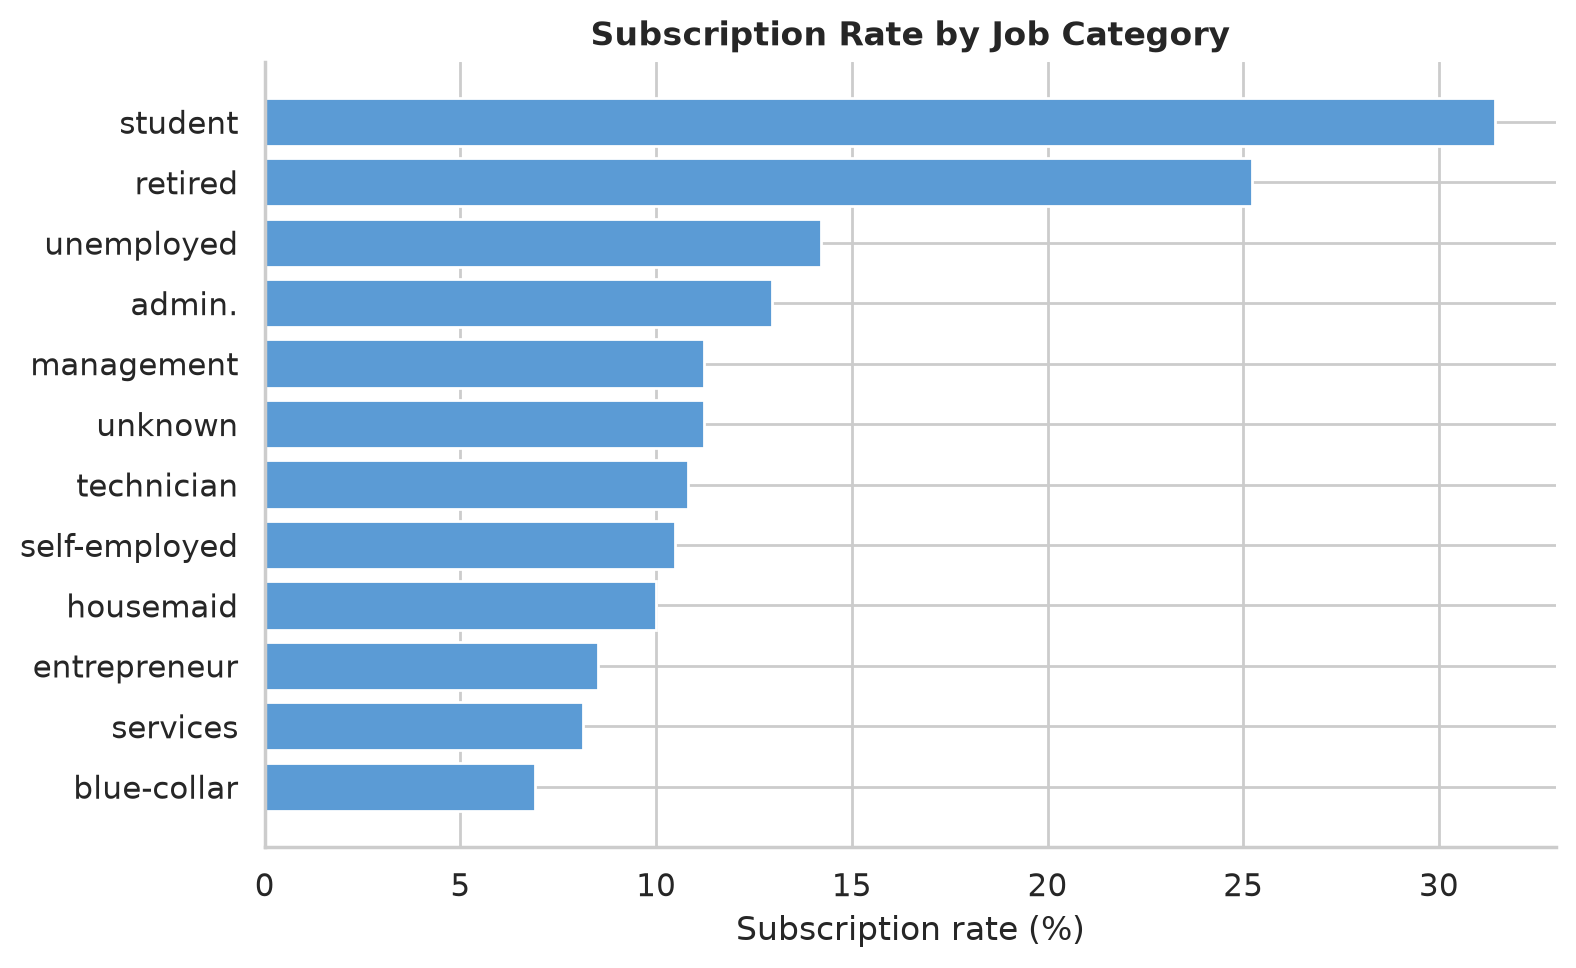 Subscription Rate by Job Category
student
retired
unemployed
admin.
management
unknown
technician
self-employed
housemaid
entrepreneur
services
blue-collar
0 5 10 15 20 25 30
Subscription rate (%)